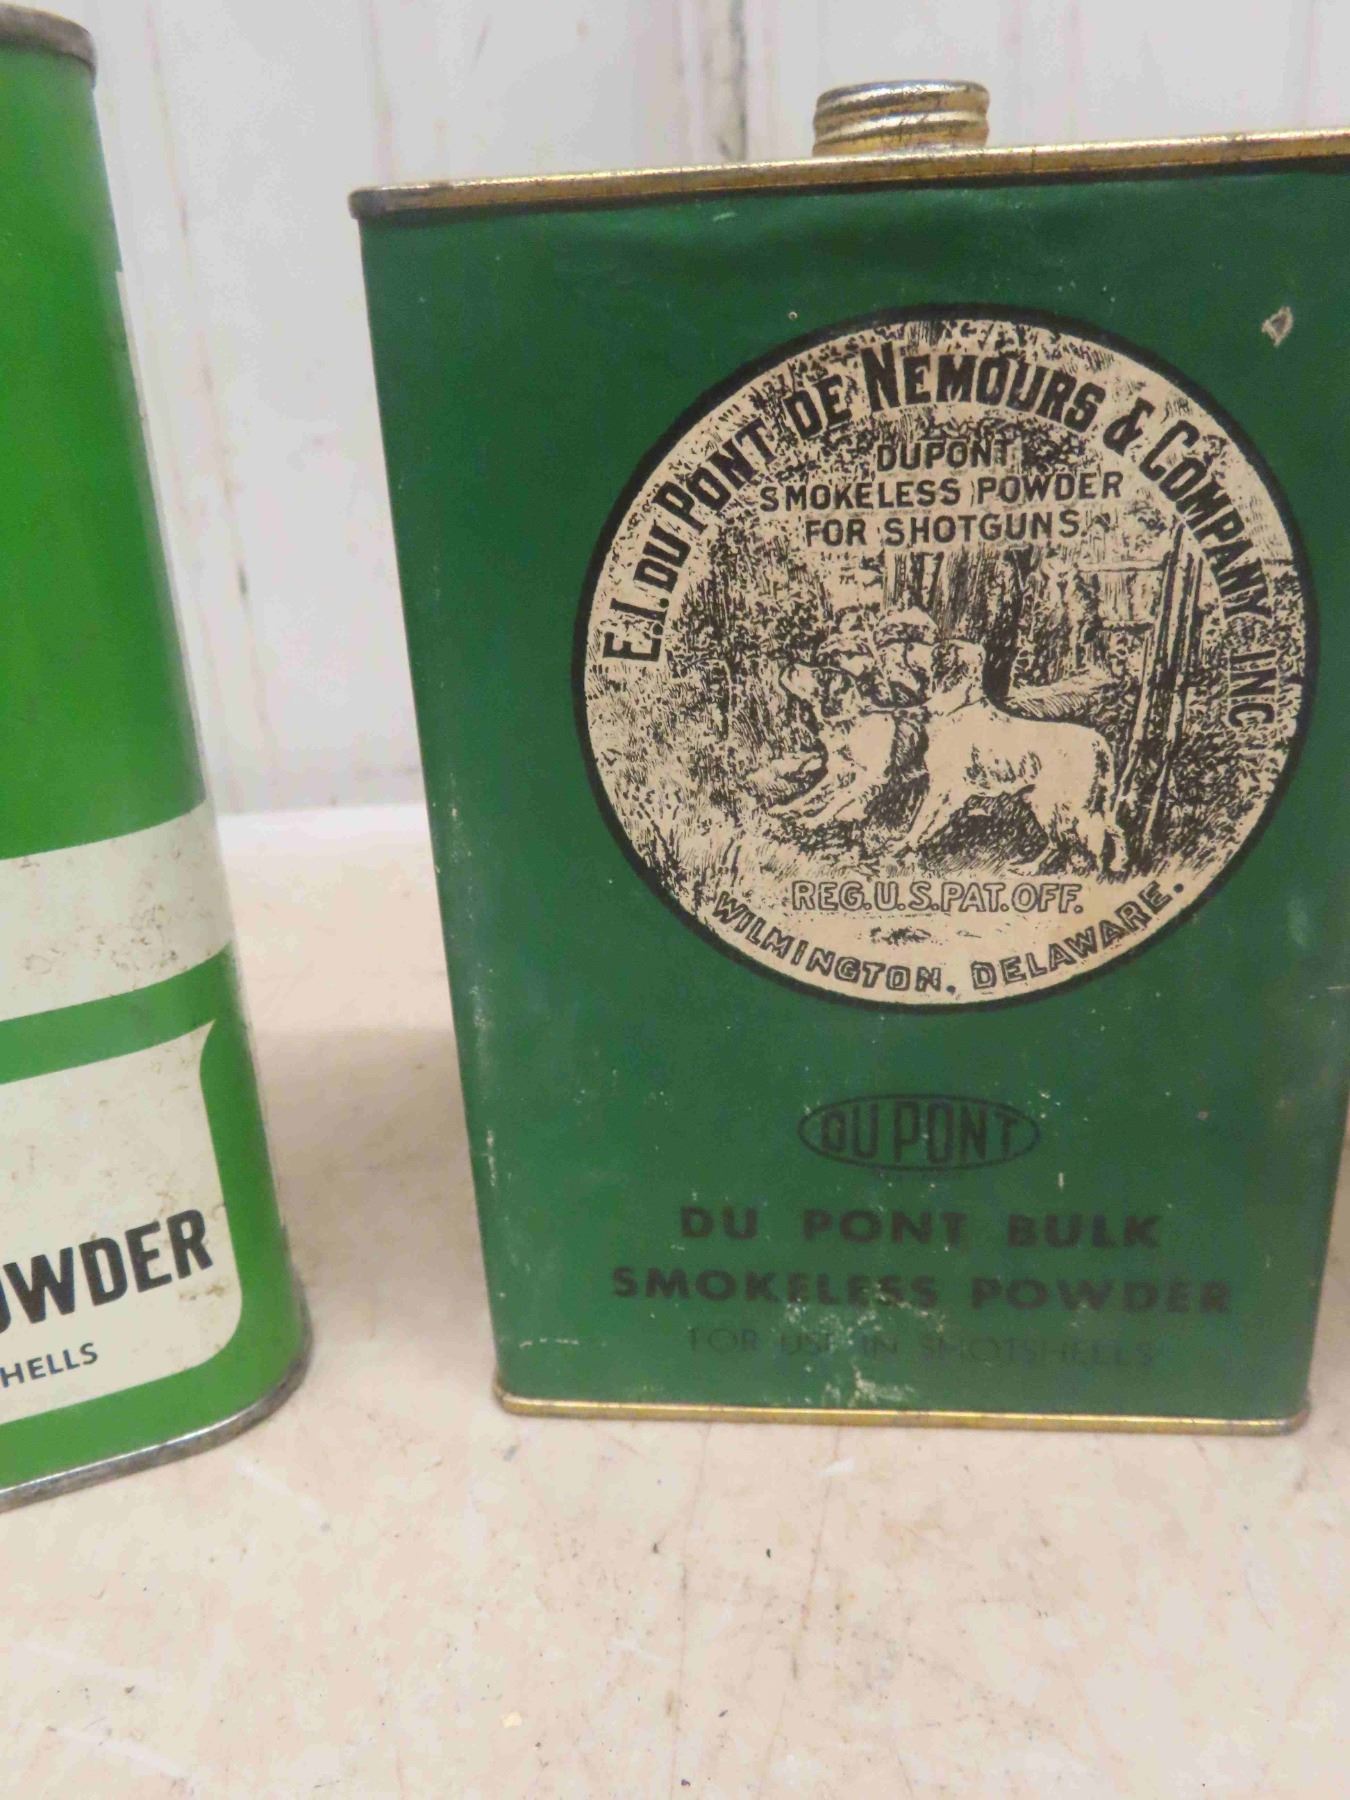 E.I. DU PONT DE NEMOURS & COMPANY, INC
DUPONT
SMOKELESS POWDER
FOR SHOTGUNS
REG.U.S.PAT.OFF.
WILMINGTON, DELAWARE.
DU PONT
DU PONT BULK
SMOKELESS POWDER
FOR USE IN SHOTSHELLS
OWDER
HELLS